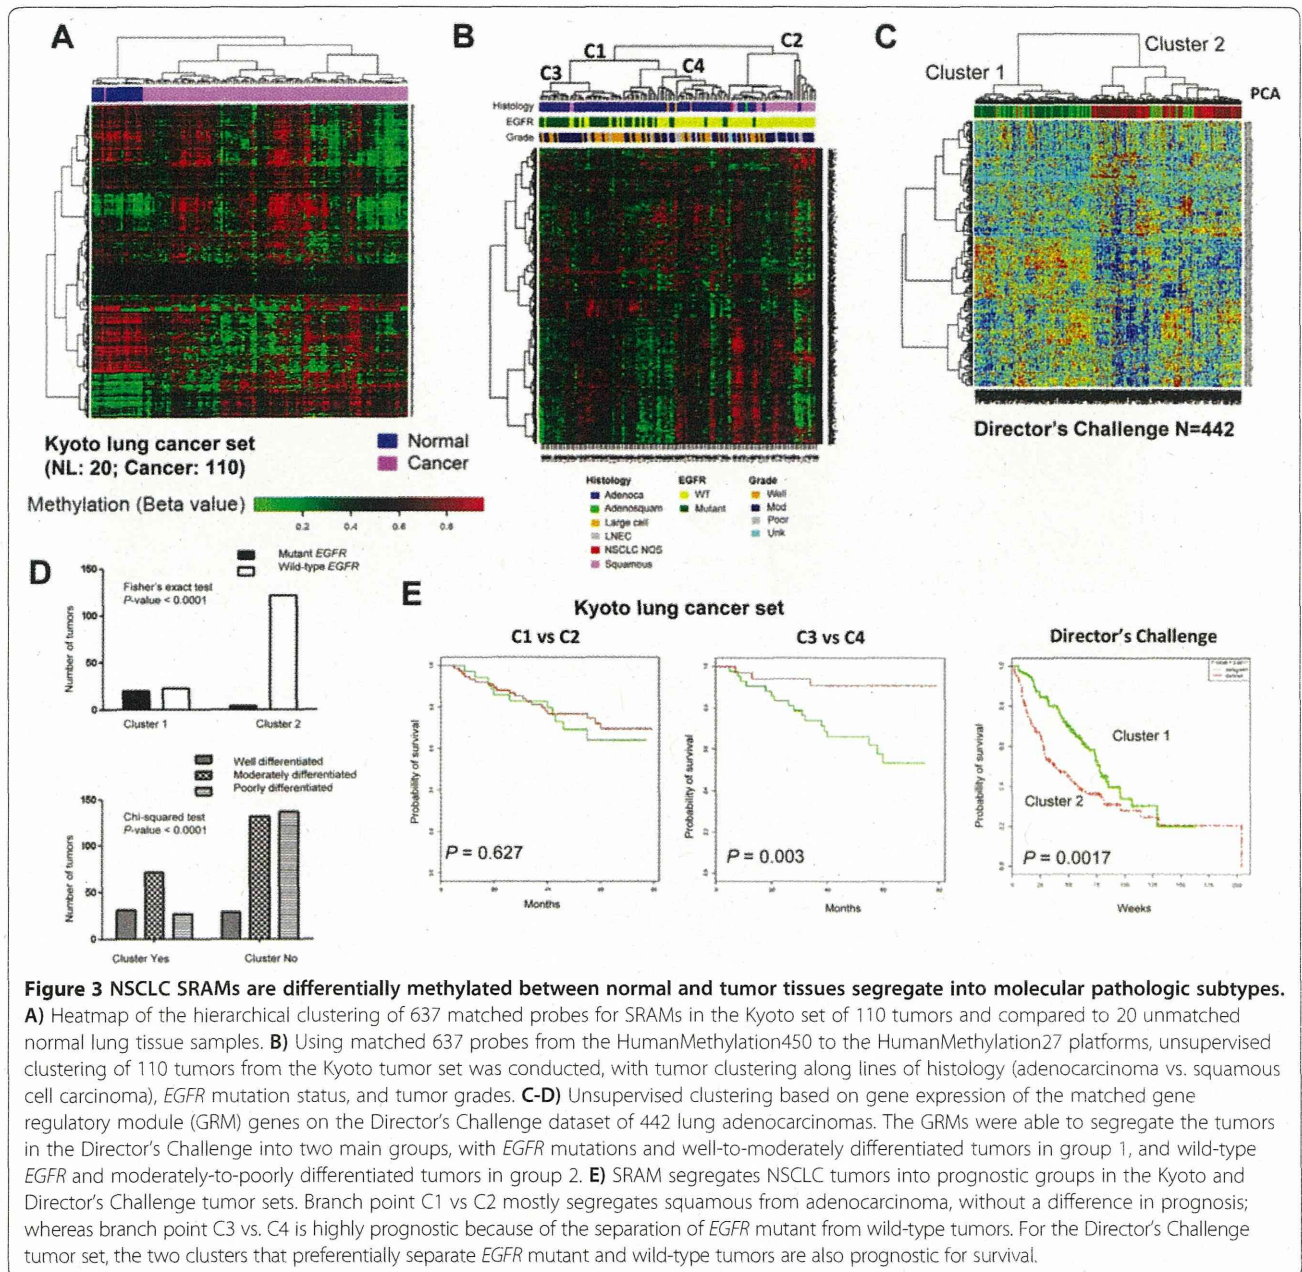 A
B
C
C1
C2
C3
C4
Histology
EGFR
Grade
Cluster 1
Cluster 2
PCA
Kyoto lung cancer set
(NL: 20; Cancer: 110)
Normal
Cancer
Methylation (Beta value)
0.2
0.4
0.6
0.8
Histology
Adenoca
Adenosquam
Large cell
LNEC
NSCLC NOS
Squamous
EGFR
WT
Mutant
Grade
Well
Mod
Poor
Unk
Director's Challenge N=442
D
Mutant EGFR
Wild-type EGFR
Fisher's exact test
P-value < 0.0001
Number of tumors
150
100
50
0
Cluster 1
Cluster 2
Well differentiated
Moderately differentiated
Poorly differentiated
Chi-squared test
P-value < 0.0001
Number of tumors
150
100
50
0
Cluster Yes
Cluster No
E
Kyoto lung cancer set
C1 vs C2
Probability of survival
P = 0.627
Months
C3 vs C4
Probability of survival
P = 0.003
Months
Director's Challenge
Probability of survival
Cluster 1
Cluster 2
P = 0.0017
Weeks
Figure 3 NSCLC SRAMs are differentially methylated between normal and tumor tissues segregate into molecular pathologic subtypes.
A) Heatmap of the hierarchical clustering of 637 matched probes for SRAMs in the Kyoto set of 110 tumors and compared to 20 unmatched
normal lung tissue samples. B) Using matched 637 probes from the HumanMethylation450 to the HumanMethylation27 platforms, unsupervised
clustering of 110 tumors from the Kyoto tumor set was conducted, with tumor clustering along lines of histology (adenocarcinoma vs. squamous
cell carcinoma), EGFR mutation status, and tumor grades. C-D) Unsupervised clustering based on gene expression of the matched gene
regulatory module (GRM) genes on the Director's Challenge dataset of 442 lung adenocarcinomas. The GRMs were able to segregate the tumors
in the Director's Challenge into two main groups, with EGFR mutations and well-to-moderately differentiated tumors in group 1, and wild-type
EGFR and moderately-to-poorly differentiated tumors in group 2. E) SRAM segregates NSCLC tumors into prognostic groups in the Kyoto and
Director's Challenge tumor sets. Branch point C1 vs C2 mostly segregates squamous from adenocarcinoma, without a difference in prognosis;
whereas branch point C3 vs. C4 is highly prognostic because of the separation of EGFR mutant from wild-type tumors. For the Director's Challenge
tumor set, the two clusters that preferentially separate EGFR mutant and wild-type tumors are also prognostic for survival.